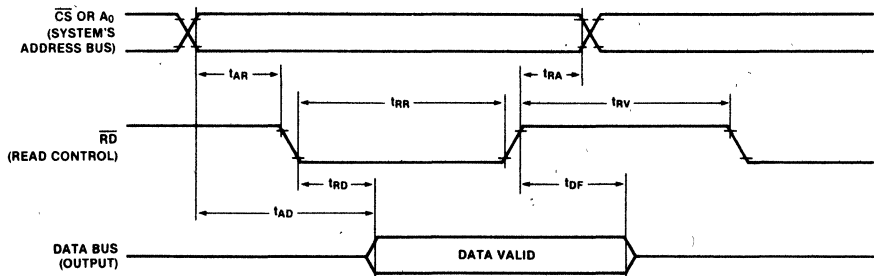 CS OR A0
(SYSTEM'S
ADDRESS BUS)
tAR
tRA
tRR
tRV
RD
(READ CONTROL)
tRD
tDF
tAD
DATA BUS
(OUTPUT)
DATA VALID